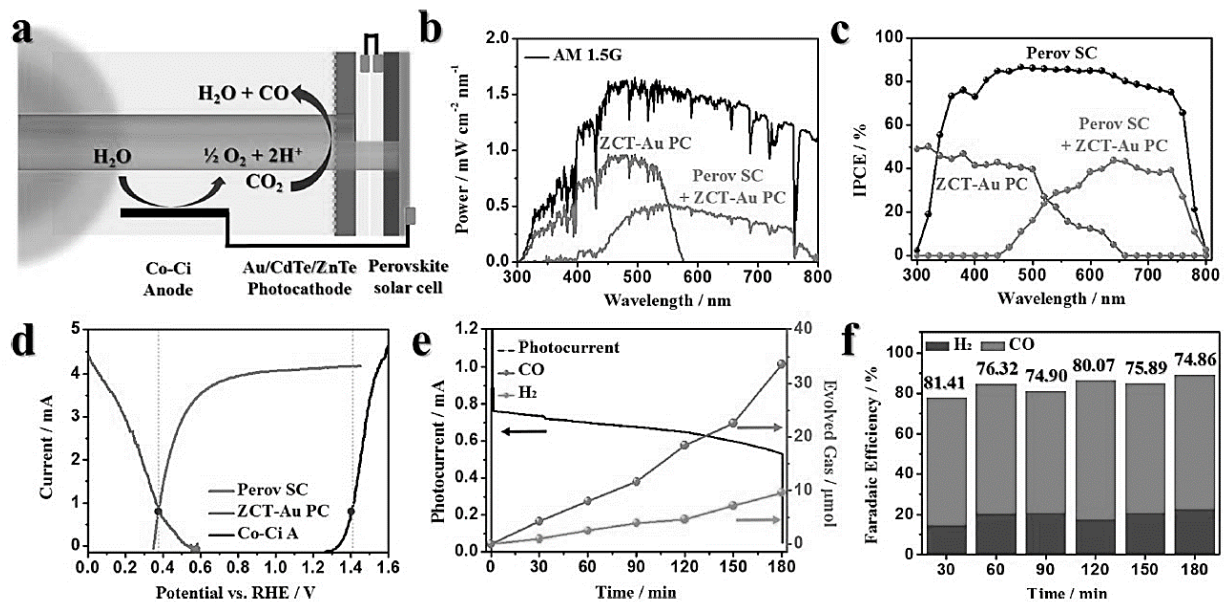 a
H₂O + CO
H₂O
½ O₂ + 2H⁺
CO₂
Co-Ci
Anode
Au/CdTe/ZnTe
Photocathode
Perovskite
solar cell
b
2.0
1.5
1.0
0.5
0.0
Power / mW cm⁻² nm⁻¹
AM 1.5G
ZCT-Au PC
Perov SC
+ ZCT-Au PC
300 400 500 600 700 800
Wavelength / nm
c
100
80
60
40
20
0
IPCE / %
Perov SC
Perov SC
+ ZCT-Au PC
ZCT-Au PC
300 400 500 600 700 800
Wavelength / nm
d
5
4
3
2
1
0
Current / mA
Perov SC
ZCT-Au PC
Co-Ci A
0.0 0.2 0.4 0.6 0.8 1.0 1.2 1.4 1.6
Potential vs. RHE / V
e
1.2
1.0
0.8
0.6
0.4
0.2
0.0
Photocurrent / mA
Photocurrent
CO
H₂
40
30
20
10
0
Evolved Gas / μmol
0 30 60 90 120 150 180
Time / min
f
H₂ CO
100
80
60
40
20
0
Faradaic Efficiency / %
81.41 76.32 74.90 80.07 75.89 74.86
30 60 90 120 150 180
Time / min